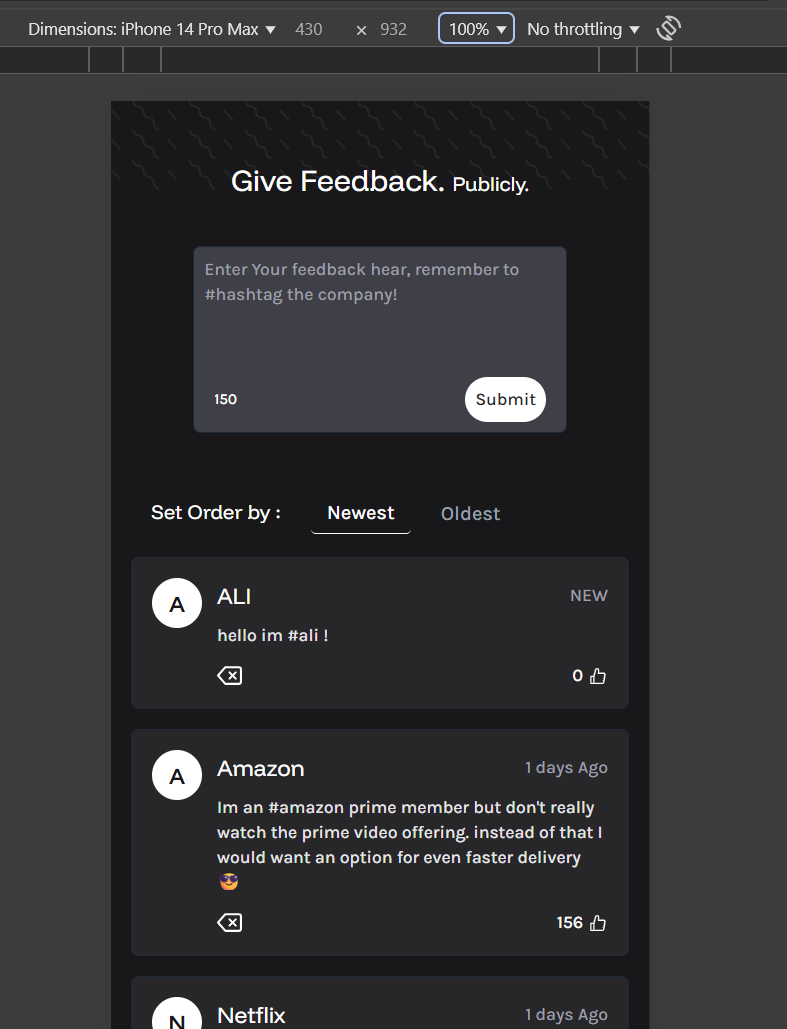 Dimensions: iPhone 14 Pro Max ▼ 430 × 932 100% ▼ No throttling ▼
Give Feedback. Publicly.
Enter Your feedback hear, remember to
#hashtag the company!
150 Submit
Set Order by : Newest Oldest
A ALI NEW
hello im #ali !
0
A Amazon 1 days Ago
Im an #amazon prime member but don't really
watch the prime video offering. instead of that I
would want an option for even faster delivery
😎
156
N Netflix 1 days Ago